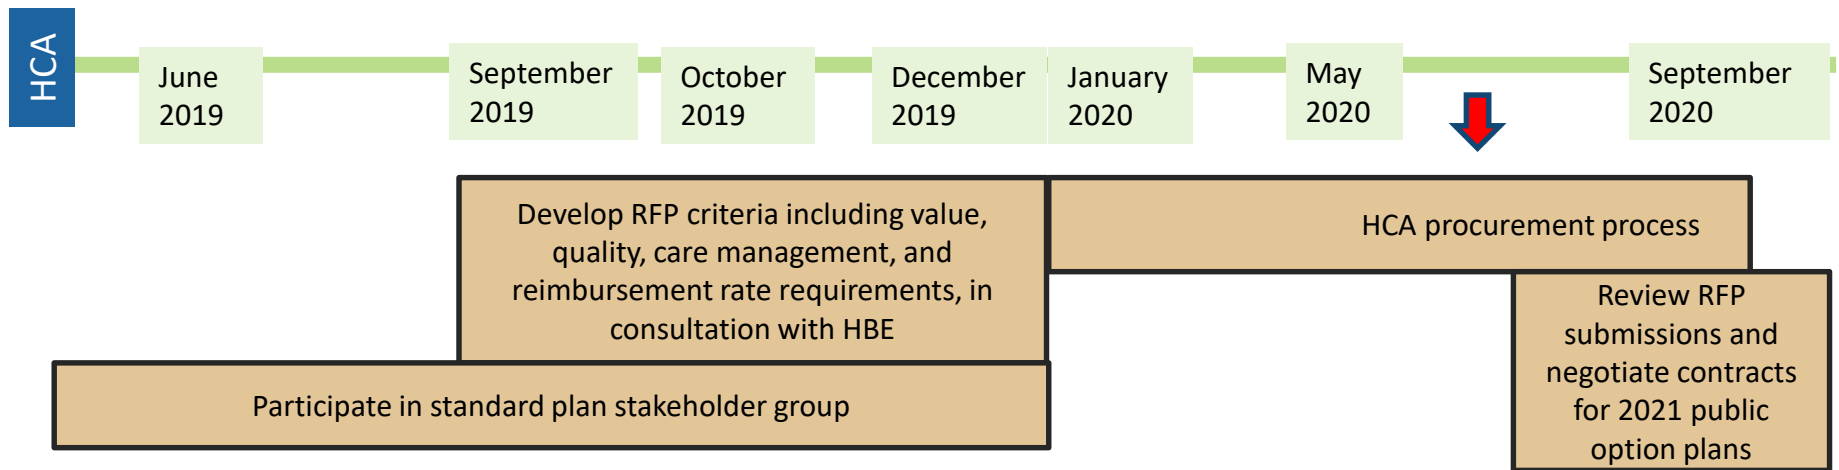 HCA
June
2019
September
2019
October
2019
December
2019
January
2020
May
2020
September
2020
Develop RFP criteria including value,
quality, care management, and
reimbursement rate requirements, in
consultation with HBE
HCA procurement process
Participate in standard plan stakeholder group
Review RFP
submissions and
negotiate contracts
for 2021 public
option plans